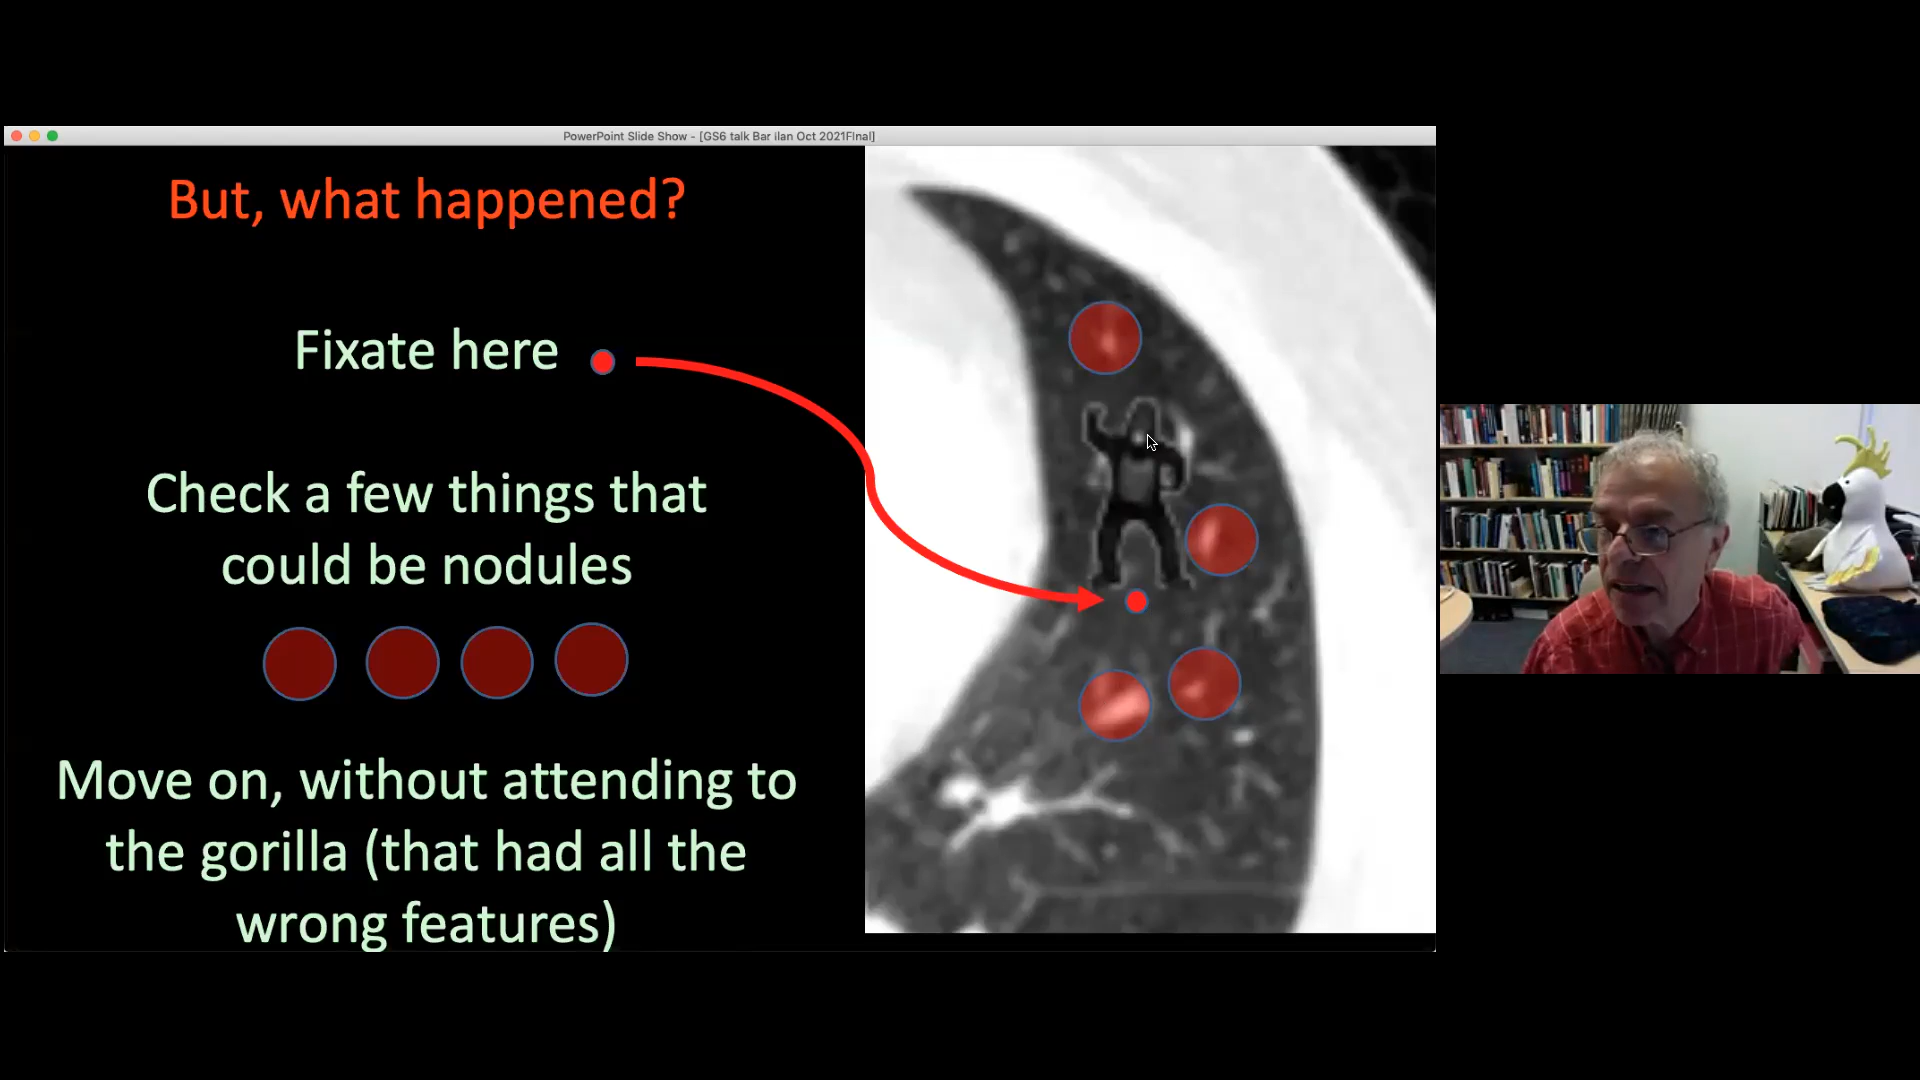 PowerPoint Slide Show - [GS6 talk Bar ilan Oct 2021FInal]
But, what happened?
Fixate here
Check a few things that
could be nodules
Move on, without attending to
the gorilla (that had all the
wrong features)